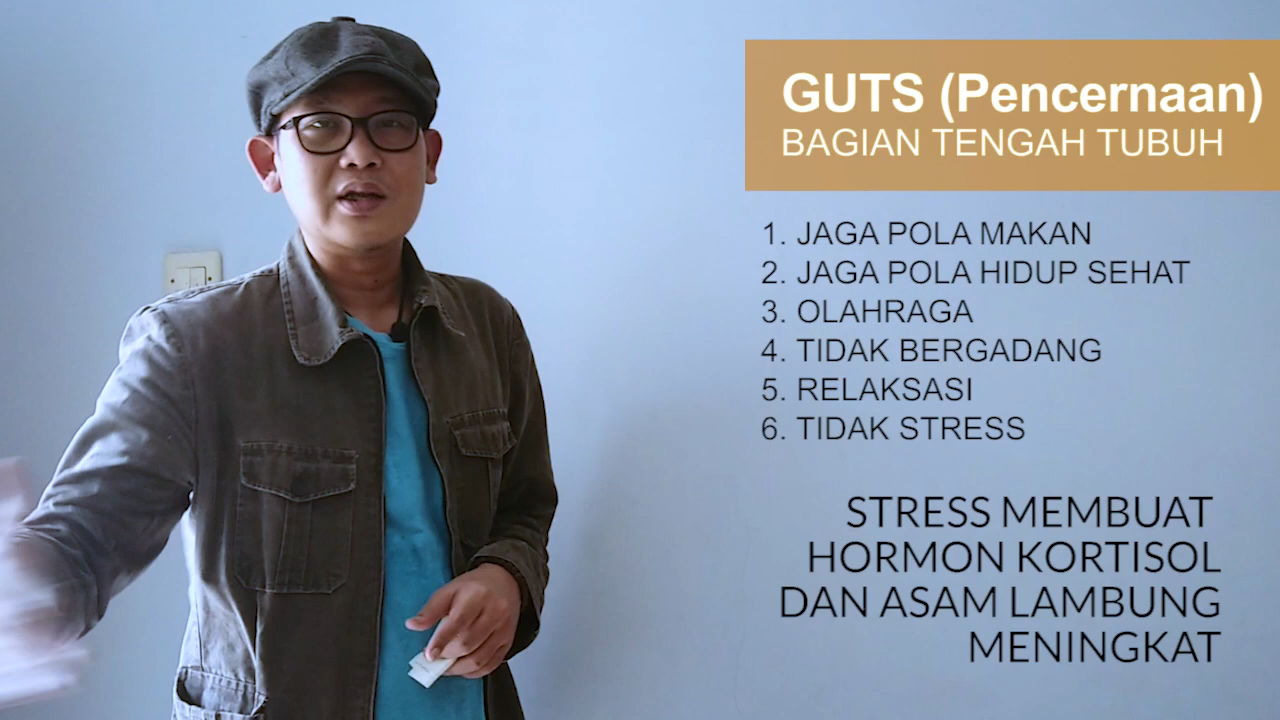 GUTS (Pencernaan)
BAGIAN TENGAH TUBUH
1. JAGA POLA MAKAN
2. JAGA POLA HIDUP SEHAT
3. OLAHRAGA
4. TIDAK BERGADANG
5. RELAKSASI
6. TIDAK STRESS
STRESS MEMBUAT
HORMON KORTISOL
DAN ASAM LAMBUNG
MENINGKAT